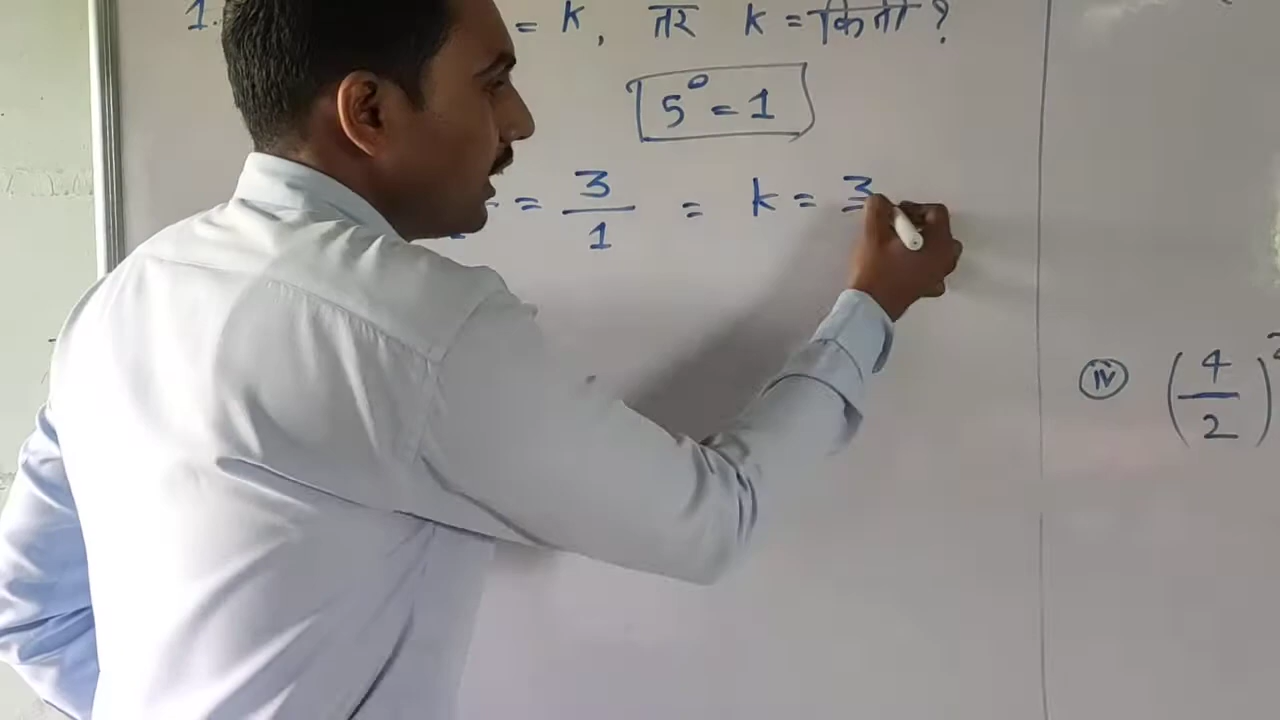 1. = k, तर k = किती ?
5⁰ = 1
= 3/1 = k = 3
(iv) (4/2)